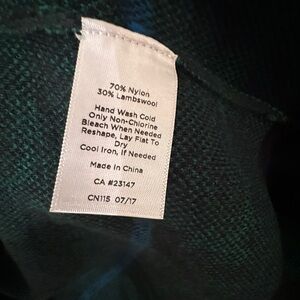 70% Nylon
30% Lambswool
Hand Wash Cold
Only Non-Chlorine
Bleach When Needed
Reshape, Lay Flat To
Dry
Cool Iron, If Needed
Made in China
CA #23147
CN115 07/17